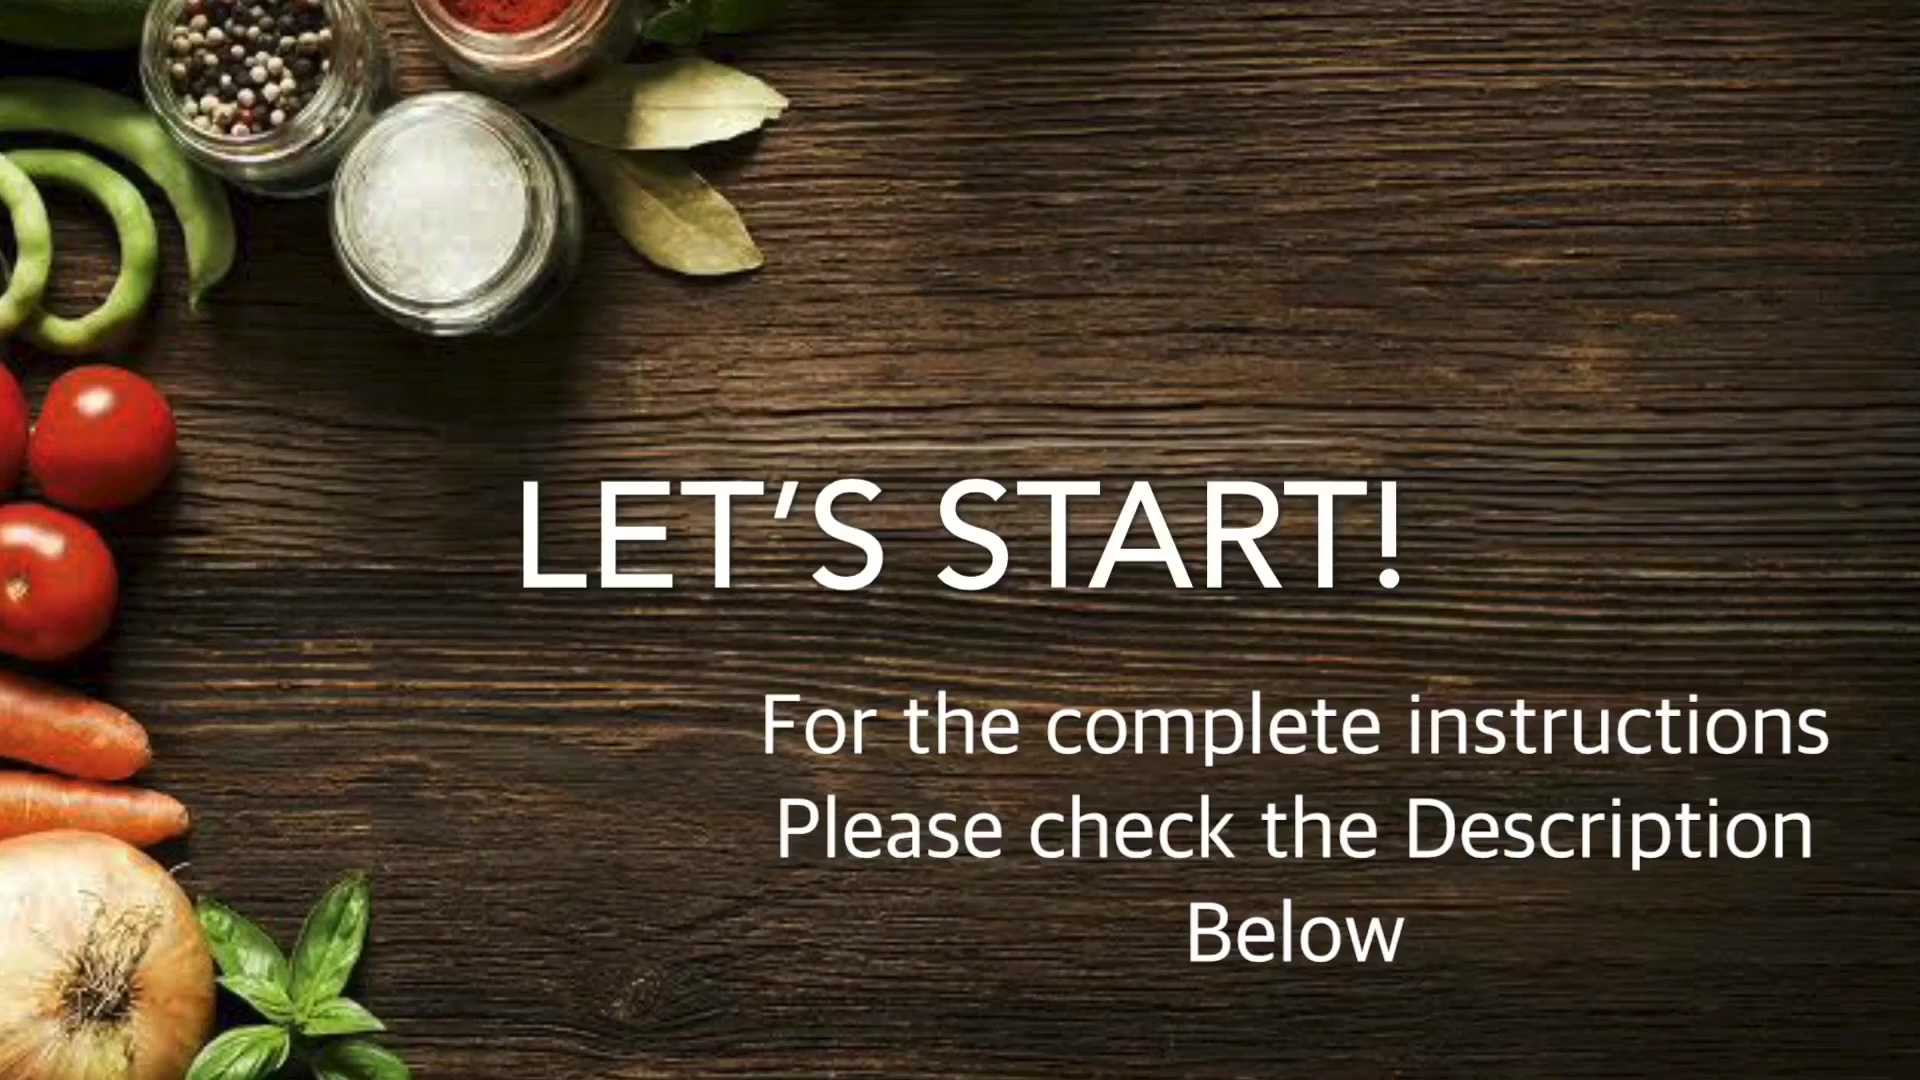 LET’S START!
For the complete instructions
Please check the Description
Below